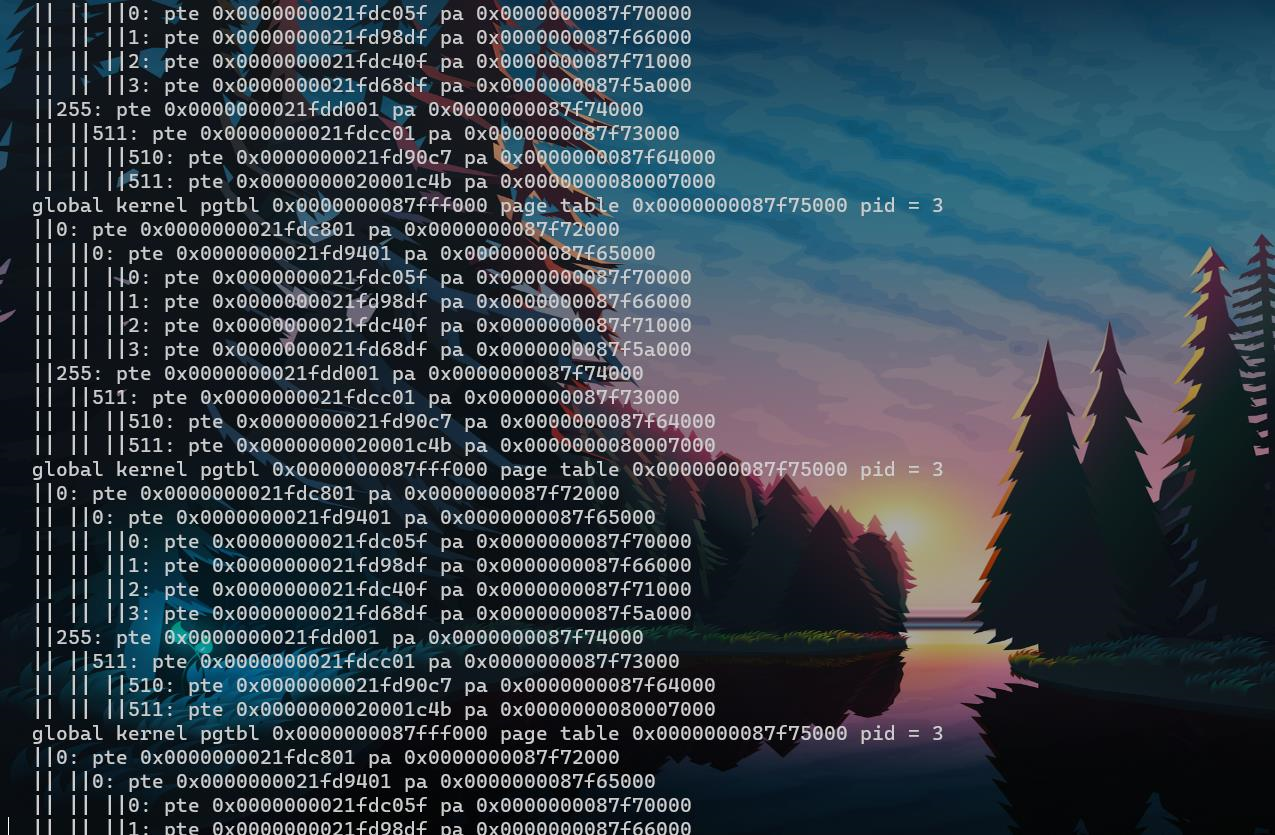 || || ||0: pte 0x0000000021fdc05f pa 0x0000000087f70000
|| || ||1: pte 0x0000000021fd98df pa 0x0000000087f66000
|| || ||2: pte 0x0000000021fdc40f pa 0x0000000087f71000
|| || ||3: pte 0x0000000021fd68df pa 0x0000000087f5a000
||255: pte 0x0000000021fdd001 pa 0x0000000087f74000
|| ||511: pte 0x0000000021fdcc01 pa 0x0000000087f73000
|| || ||510: pte 0x0000000021fd90c7 pa 0x0000000087f64000
|| || ||511: pte 0x0000000020001c4b pa 0x0000000080007000
global kernel pgtbl 0x0000000087fff000 page table 0x0000000087f75000 pid = 3
||0: pte 0x0000000021fdc801 pa 0x0000000087f72000
|| ||0: pte 0x0000000021fd9401 pa 0x0000000087f65000
|| || ||0: pte 0x0000000021fdc05f pa 0x0000000087f70000
|| || ||1: pte 0x0000000021fd98df pa 0x0000000087f66000
|| || ||2: pte 0x0000000021fdc40f pa 0x0000000087f71000
|| || ||3: pte 0x0000000021fd68df pa 0x0000000087f5a000
||255: pte 0x0000000021fdd001 pa 0x0000000087f74000
|| ||511: pte 0x0000000021fdcc01 pa 0x0000000087f73000
|| || ||510: pte 0x0000000021fd90c7 pa 0x0000000087f64000
|| || ||511: pte 0x0000000020001c4b pa 0x0000000080007000
global kernel pgtbl 0x0000000087fff000 page table 0x0000000087f75000 pid = 3
||0: pte 0x0000000021fdc801 pa 0x0000000087f72000
|| ||0: pte 0x0000000021fd9401 pa 0x0000000087f65000
|| || ||0: pte 0x0000000021fdc05f pa 0x0000000087f70000
|| || ||1: pte 0x0000000021fd98df pa 0x0000000087f66000
|| || ||2: pte 0x0000000021fdc40f pa 0x0000000087f71000
|| || ||3: pte 0x0000000021fd68df pa 0x0000000087f5a000
||255: pte 0x0000000021fdd001 pa 0x0000000087f74000
|| ||511: pte 0x0000000021fdcc01 pa 0x0000000087f73000
|| || ||510: pte 0x0000000021fd90c7 pa 0x0000000087f64000
|| || ||511: pte 0x0000000020001c4b pa 0x0000000080007000
global kernel pgtbl 0x0000000087fff000 page table 0x0000000087f75000 pid = 3
||0: pte 0x0000000021fdc801 pa 0x0000000087f72000
|| ||0: pte 0x0000000021fd9401 pa 0x0000000087f65000
|| || ||0: pte 0x0000000021fdc05f pa 0x0000000087f70000
|| || ||1: pte 0x0000000021fd98df pa 0x0000000087f66000